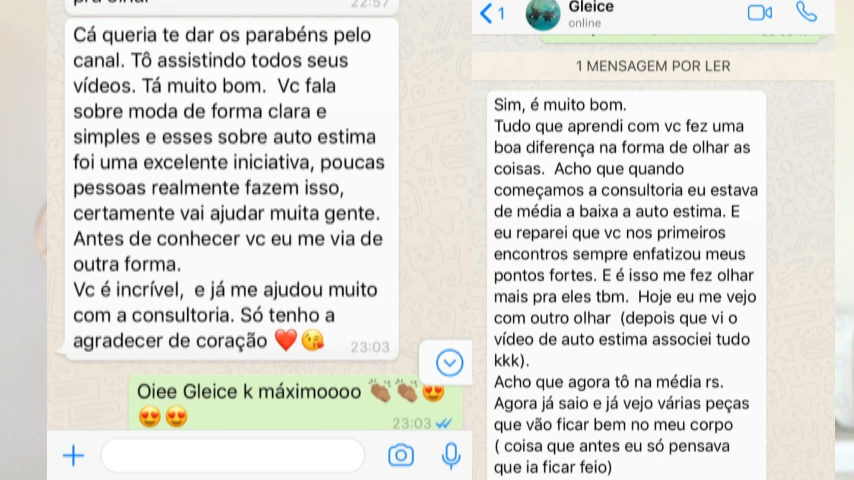 22:57
Cá queria te dar os parabéns pelo
canal. Tô assistindo todos seus
vídeos. Tá muito bom. Vc fala
sobre moda de forma clara e
simples e esses sobre auto estima
foi uma excelente iniciativa, poucas
pessoas realmente fazem isso,
certamente vai ajudar muita gente.
Antes de conhecer vc eu me via de
outra forma.
Vc é incrível, e já me ajudou muito
com a consultoria. Só tenho a
agradecer de coração ❤️😘
23:03
Oiee Gleice k máximoooo 👏🏽👏🏽😍
😍😍
23:03
1
Gleice
online
1 MENSAGEM POR LER
Sim, é muito bom.
Tudo que aprendi com vc fez uma
boa diferença na forma de olhar as
coisas. Acho que quando
começamos a consultoria eu estava
de média a baixa a auto estima. E
eu reparei que vc nos primeiros
encontros sempre enfatizou meus
pontos fortes. E é isso me fez olhar
mais pra eles tbm. Hoje eu me vejo
com outro olhar (depois que vi o
vídeo de auto estima associei tudo
kkk).
Acho que agora tô na média rs.
Agora já saio e já vejo várias peças
que vão ficar bem no meu corpo
( coisa que antes eu só pensava
que ia ficar feio)